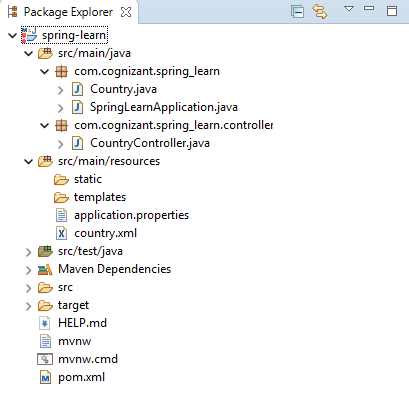 Package Explorer
spring-learn
src/main/java
com.cognizant.spring_learn
Country.java
SpringLearnApplication.java
com.cognizant.spring_learn.controller
CountryController.java
src/main/resources
static
templates
application.properties
country.xml
src/test/java
Maven Dependencies
src
target
HELP.md
mvnw
mvnw.cmd
pom.xml